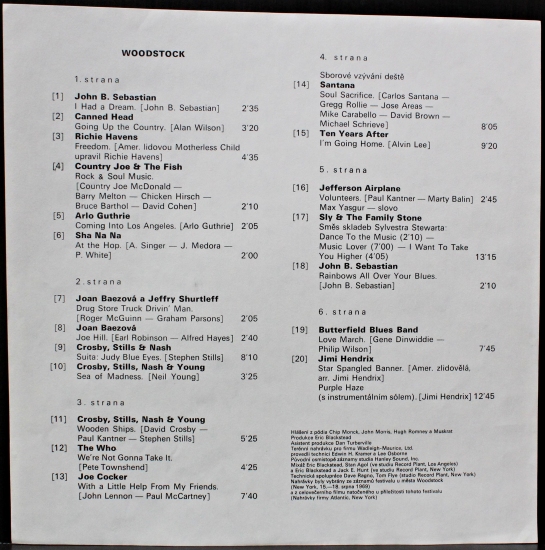 WOODSTOCK
1. strana
[1] John B. Sebastian
I Had a Dream. [John B. Sebastian] 2'35
[2] Canned Head
Going Up the Country. [Alan Wilson] 3'20
[3] Richie Havens
Freedom. [Amer. lidovou Motherless Child
upravil Richie Havens] 4'35
[4] Country Joe & The Fish
Rock & Soul Music.
[Country Joe McDonald —
Barry Melton — Chicken Hirsch —
Bruce Barthol — David Cohen] 2'10
[5] Arlo Guthrie
Coming Into Los Angeles. [Arlo Guthrie] 2'05
[6] Sha Na Na
At the Hop. [A. Singer — J. Medora —
P. White] 2'00
2. strana
[7] Joan Baezová a Jeffry Shurtleff
Drug Store Truck Drivin' Man.
[Roger McGuinn — Graham Parsons] 2'05
[8] Joan Baezová
Joe Hill. [Earl Robinson — Alfred Hayes] 2'40
[9] Crosby, Stills & Nash
Suita: Judy Blue Eyes. [Stephen Stills] 8'10
[10] Crosby, Stills, Nash & Young
Sea of Madness. [Neil Young] 3'25
3. strana
[11] Crosby, Stills, Nash & Young
Wooden Ships. [David Crosby —
Paul Kantner — Stephen Stills] 5'25
[12] The Who
We're Not Gonna Take It.
[Pete Townshend] 4'25
[13] Joe Cocker
With a Little Help From My Friends.
[John Lennon — Paul McCartney] 7'40
4. strana
Sborové vzývání deště
[14] Santana
Soul Sacrifice. [Carlos Santana —
Gregg Rollie — Jose Areas —
Mike Carabello — David Brown —
Michael Schrieve] 8'05
[15] Ten Years After
I'm Going Home. [Alvin Lee] 9'20
5. strana
[16] Jefferson Airplane
Volunteers. [Paul Kantner — Marty Balin] 2'45
Max Yasgur — slovo
[17] Sly & The Family Stone
Směs skladeb Sylvestra Stewarta:
Dance To the Music (2'10) —
Music Lover (7'00) — I Want To Take
You Higher (4'05) 13'15
[18] John B. Sebastian
Rainbows All Over Your Blues.
[John B. Sebastian] 2'10
6. strana
[19] Butterfield Blues Band
Love March. [Gene Dinwiddie —
Philip Wilson] 7'45
[20] Jimi Hendrix
Star Spangled Banner. [Amer. zlidovělá,
arr. Jimi Hendrix]
Purple Haze
(s instrumentálním sólem). [Jimi Hendrix] 12'45
Hlášení z pódia Chip Monck, John Morris, Hugh Romney a Muskrat
Produkce Eric Blackstead
Asistent produkce Dan Turberville
Terénní nahrávku pro firmu Wadleigh-Maurice, Ltd.
provedli technici Edwin H. Kramer a Lee Osborne
Původní osmistopé záznamy studio Hanley Sound, Inc.
Mixáž Eric Blackstead, Stan Agol (ve studiu Record Plant, Los Angeles)
a Eric Blackstead a Jack E. Hunt (ve studiu Record Plant, New York)
Technická spolupráce Dave Ragno, Tom Flye (studio Record Plant, New York)
Nahrávky byly vybrány ze záznamů festivalu u města Woodstock
(New York, 15.—18. srpna 1969)
a z celovečerního filmu natočeného u příležitosti tohoto festivalu
(Nahrávky firmy Atlantic, New York)